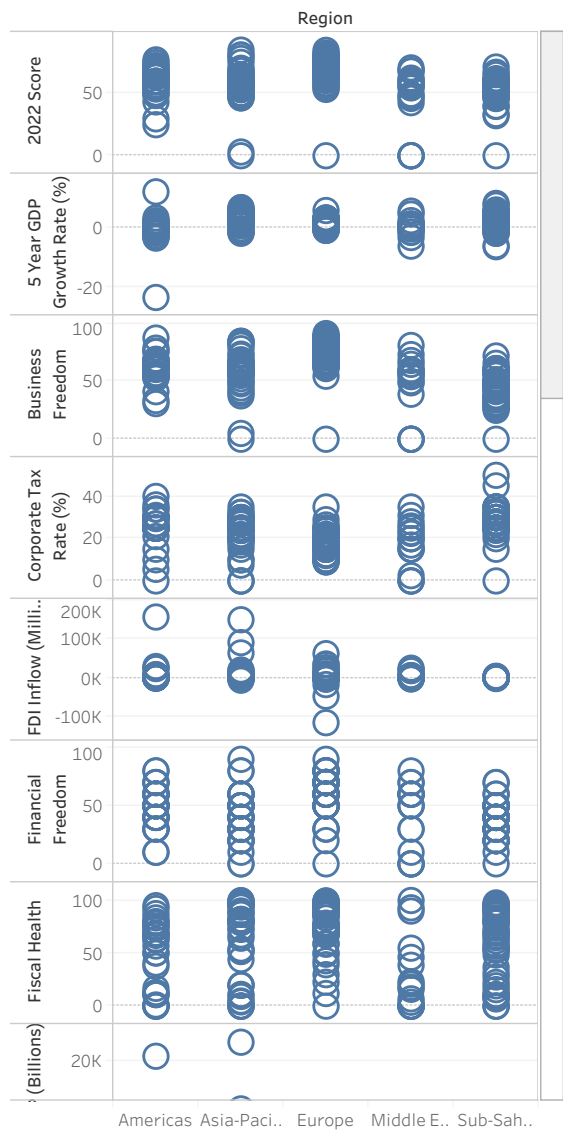 Region
2022 Score
50
0
5 Year GDP
Growth Rate (%)
0
-20
Business
Freedom
100
50
0
Corporate Tax
Rate (%)
40
20
0
FDI Inflow (Milli..
200K
100K
0K
-100K
Financial
Freedom
100
50
0
Fiscal Health
100
50
0
(Billions)
20K
Americas Asia-Paci.. Europe Middle E.. Sub-Sah..